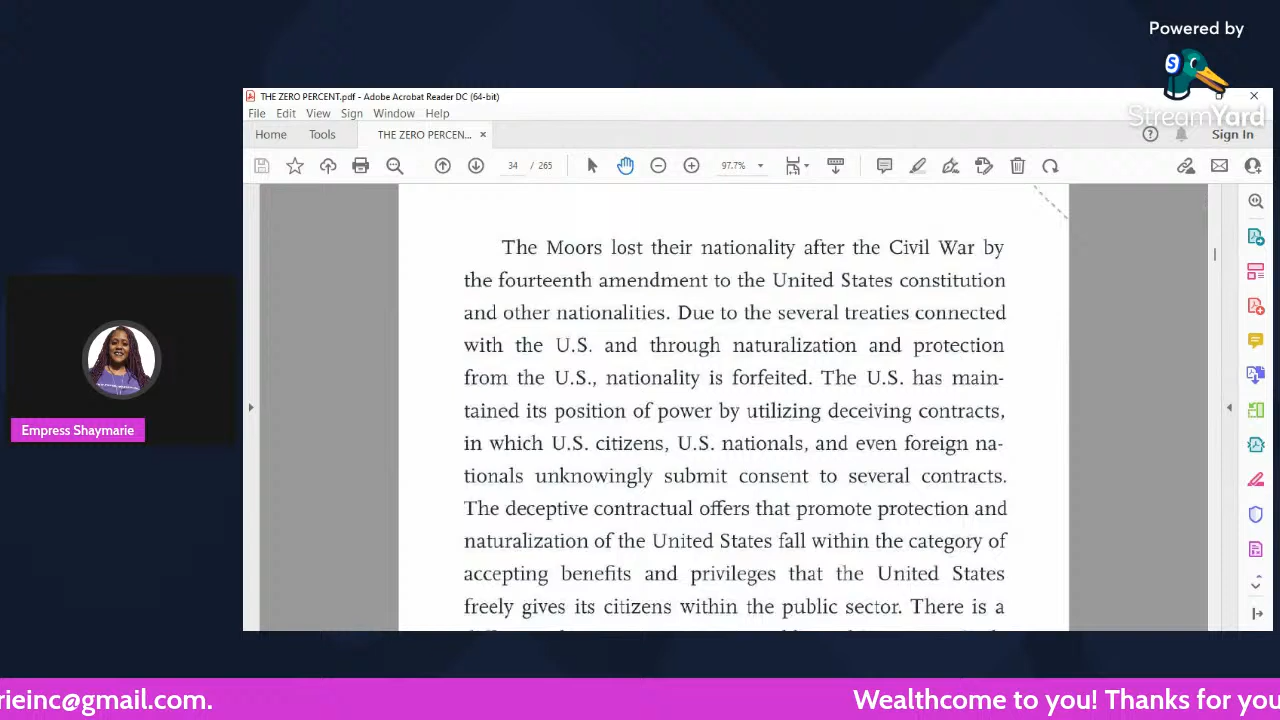 Powered by
StreamYard
THE ZERO PERCENT.pdf - Adobe Acrobat Reader DC (64-bit)
File Edit View Sign Window Help
Home Tools THE ZERO PERCEN... ×
Sign In
34 / 265
97.7%
The Moors lost their nationality after the Civil War by
the fourteenth amendment to the United States constitution
and other nationalities. Due to the several treaties connected
with the U.S. and through naturalization and protection
from the U.S., nationality is forfeited. The U.S. has main-
tained its position of power by utilizing deceiving contracts,
in which U.S. citizens, U.S. nationals, and even foreign na-
tionals unknowingly submit consent to several contracts.
The deceptive contractual offers that promote protection and
naturalization of the United States fall within the category of
accepting benefits and privileges that the United States
freely gives its citizens within the public sector. There is a
Empress Shaymarie
rieinc@gmail.com.
Wealthcome to you! Thanks for you